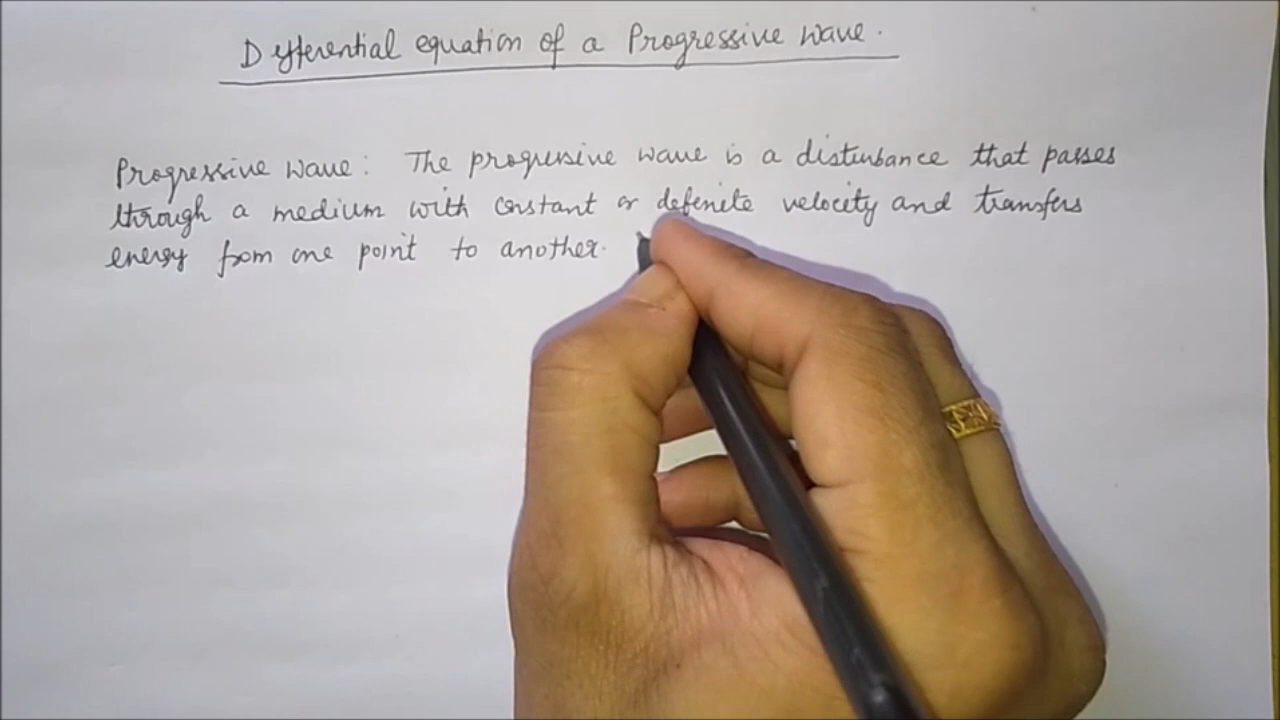 Differential equation of a Progressive wave.
Progressive wave: The progressive wave is a disturbance that passes
through a medium with constant or definite velocity and transfers
energy from one point to another.